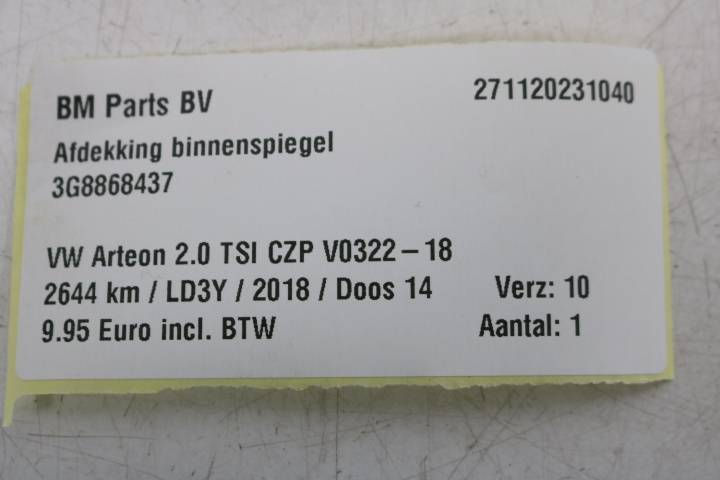 BM Parts BV 271120231040
Afdekking binnenspiegel
3G8868437
VW Arteon 2.0 TSI CZP V0322 – 18
2644 km / LD3Y / 2018 / Doos 14 Verz: 10
9.95 Euro incl. BTW Aantal: 1